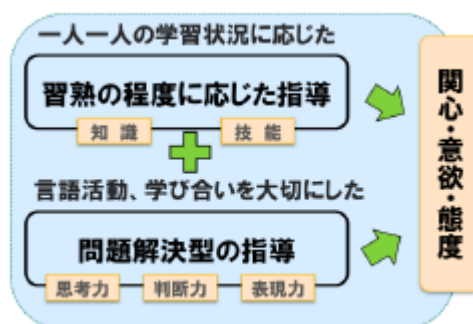 一人一人の学習状況に応じた
習熟の程度に応じた指導
知識
技能
言語活動、学び合いを大切にした
問題解決型の指導
思考力
判断力
表現力
関心・意欲・態度